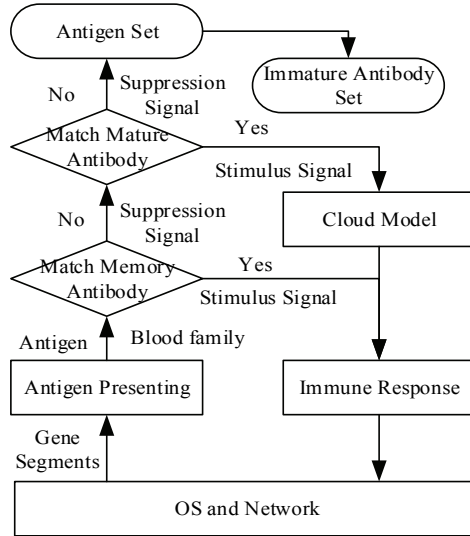 Antigen Set
Immature Antibody
Set
No
Suppression
Signal
Match Mature
Antibody
Yes
Stimulus Signal
Cloud Model
No
Suppression
Signal
Match Memory
Antibody
Yes
Stimulus Signal
Antigen
Blood family
Antigen Presenting
Immune Response
Gene
Segments
OS and Network